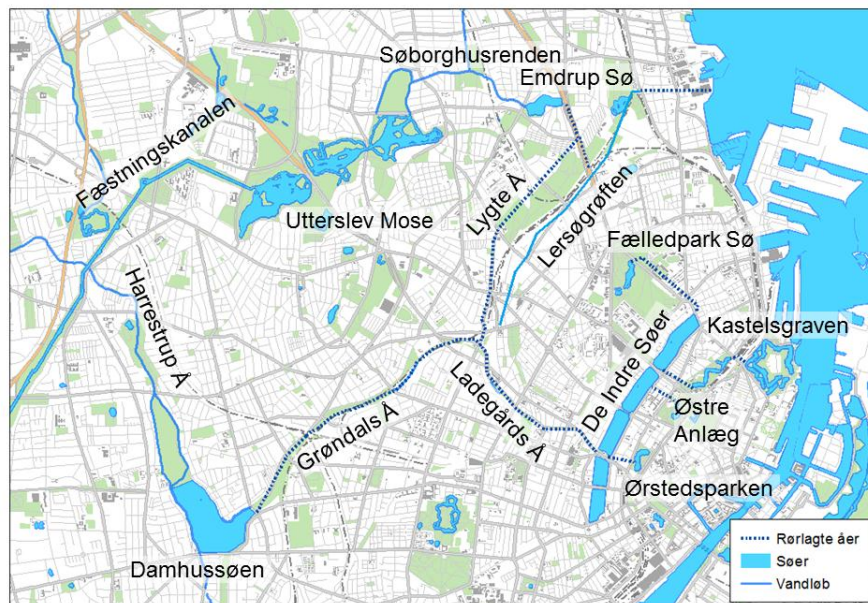 Søborghusrenden
Emdrup Sø
Fæstningskanalen
Utterslev Mose
Lygte Å
Lersøgrøften
Fælledpark Sø
Harrestrup Å
De Indre Søer
Kastelsgraven
Grøndals Å
Ladegårds Å
Østre
Anlæg
Ørstedsparken
Damhussøen
Rørlagte åer
Søer
Vandløb